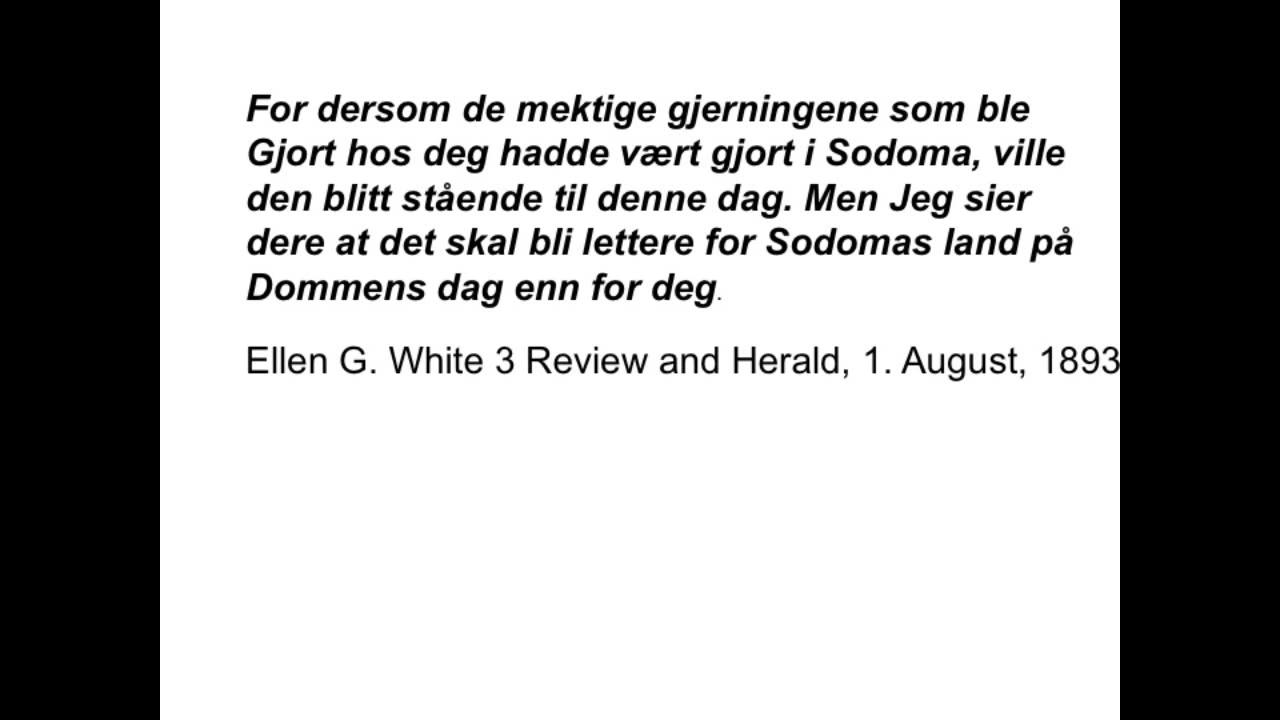 For dersom de mektige gjerningene som ble
Gjort hos deg hadde vært gjort i Sodoma, ville
den blitt stående til denne dag. Men Jeg sier
dere at det skal bli lettere for Sodomas land på
Dommens dag enn for deg.
Ellen G. White 3 Review and Herald, 1. August, 1893